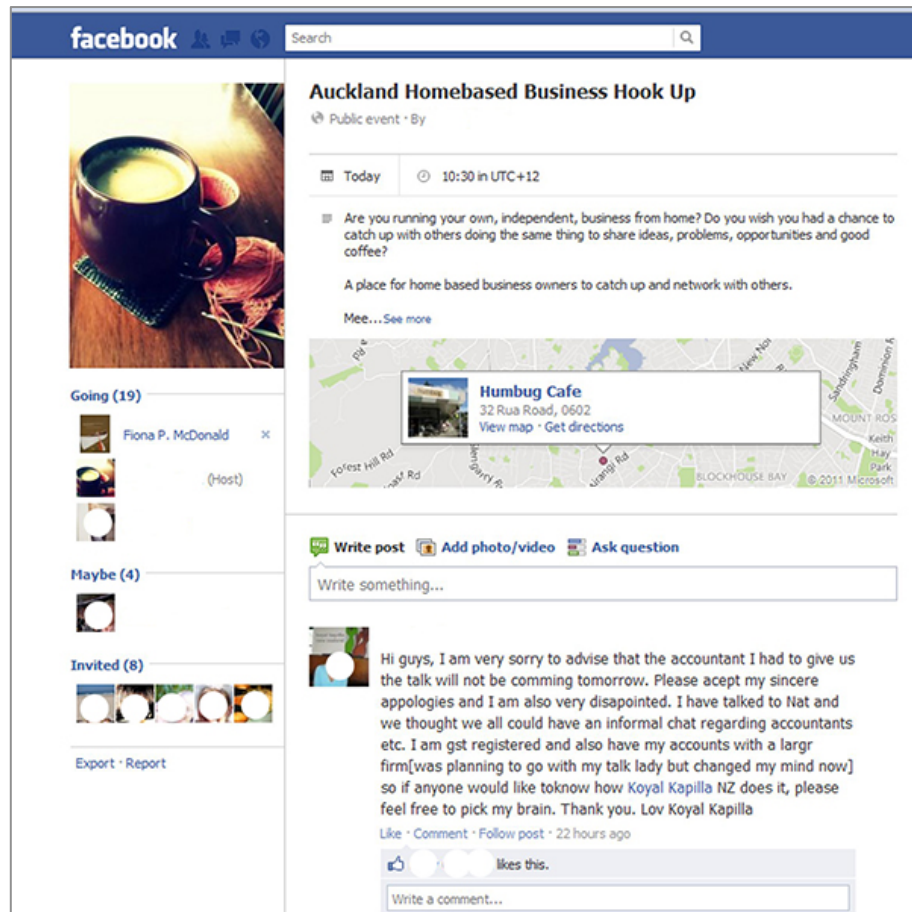 facebook
Search
Auckland Homebased Business Hook Up
Public event · By
Today
10:30 in UTC+12
Are you running your own, independent, business from home? Do you wish you had a chance to
catch up with others doing the same thing to share ideas, problems, opportunities and good
coffee?
A place for home based business owners to catch up and network with others.
Mee...See more
Humbug Cafe
32 Rua Road, 0602
View map · Get directions
New No
Sandringham
Dominion R
MOUNT ROS
Keith
Hay
Park
Forest Hill Rd
Rd
Rd
BLOCKHOUSE BAY
© 2011 Microsoft
Going (19)
Fiona P. McDonald ×
(Host)
Maybe (4)
Invited (8)
Export · Report
Write post
Add photo/video
Ask question
Write something...
Hi guys, I am very sorry to advise that the accountant I had to give us
the talk will not be comming tomorrow. Please acept my sincere
appologies and I am also very disapointed. I have talked to Nat and
we thought we all could have an informal chat regarding accountants
etc. I am gst registered and also have my accounts with a largr
firm[was planning to go with my talk lady but changed my mind now]
so if anyone would like toknow how Koyal Kapilla NZ does it, please
feel free to pick my brain. Thank you. Lov Koyal Kapilla
Like · Comment · Follow post · 22 hours ago
likes this.
Write a comment...